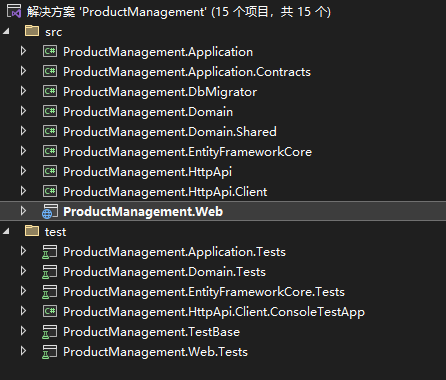 解决方案 'ProductManagement' (15 个项目，共 15 个)
src
C# ProductManagement.Application
C# ProductManagement.Application.Contracts
C# ProductManagement.DbMigrator
C# ProductManagement.Domain
C# ProductManagement.Domain.Shared
C# ProductManagement.EntityFrameworkCore
C# ProductManagement.HttpApi
C# ProductManagement.HttpApi.Client
ProductManagement.Web
test
ProductManagement.Application.Tests
ProductManagement.Domain.Tests
ProductManagement.EntityFrameworkCore.Tests
C# ProductManagement.HttpApi.Client.ConsoleTestApp
ProductManagement.TestBase
ProductManagement.Web.Tests